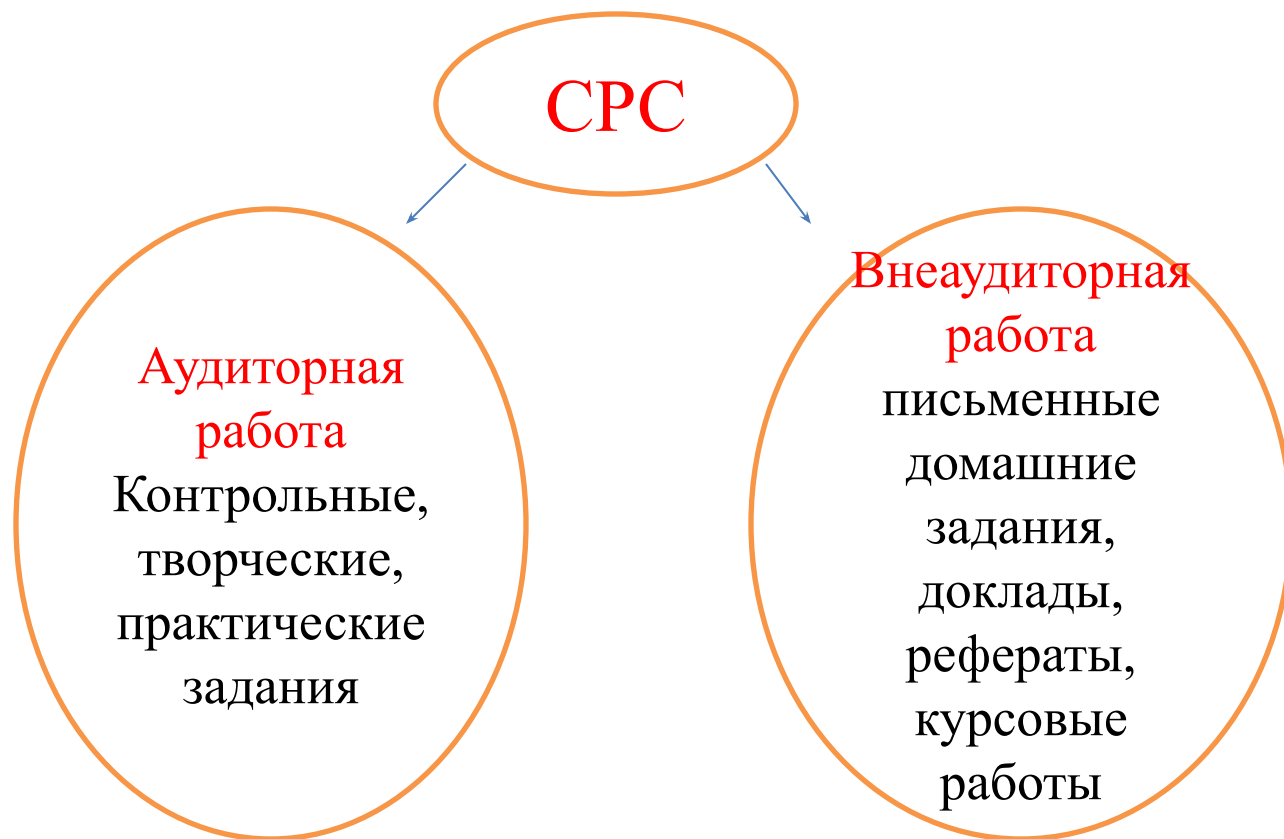 СРС
Аудиторная
работа
Контрольные,
творческие,
практические
задания
Внеаудиторная
работа
письменные
домашние
задания,
доклады,
рефераты,
курсовые
работы